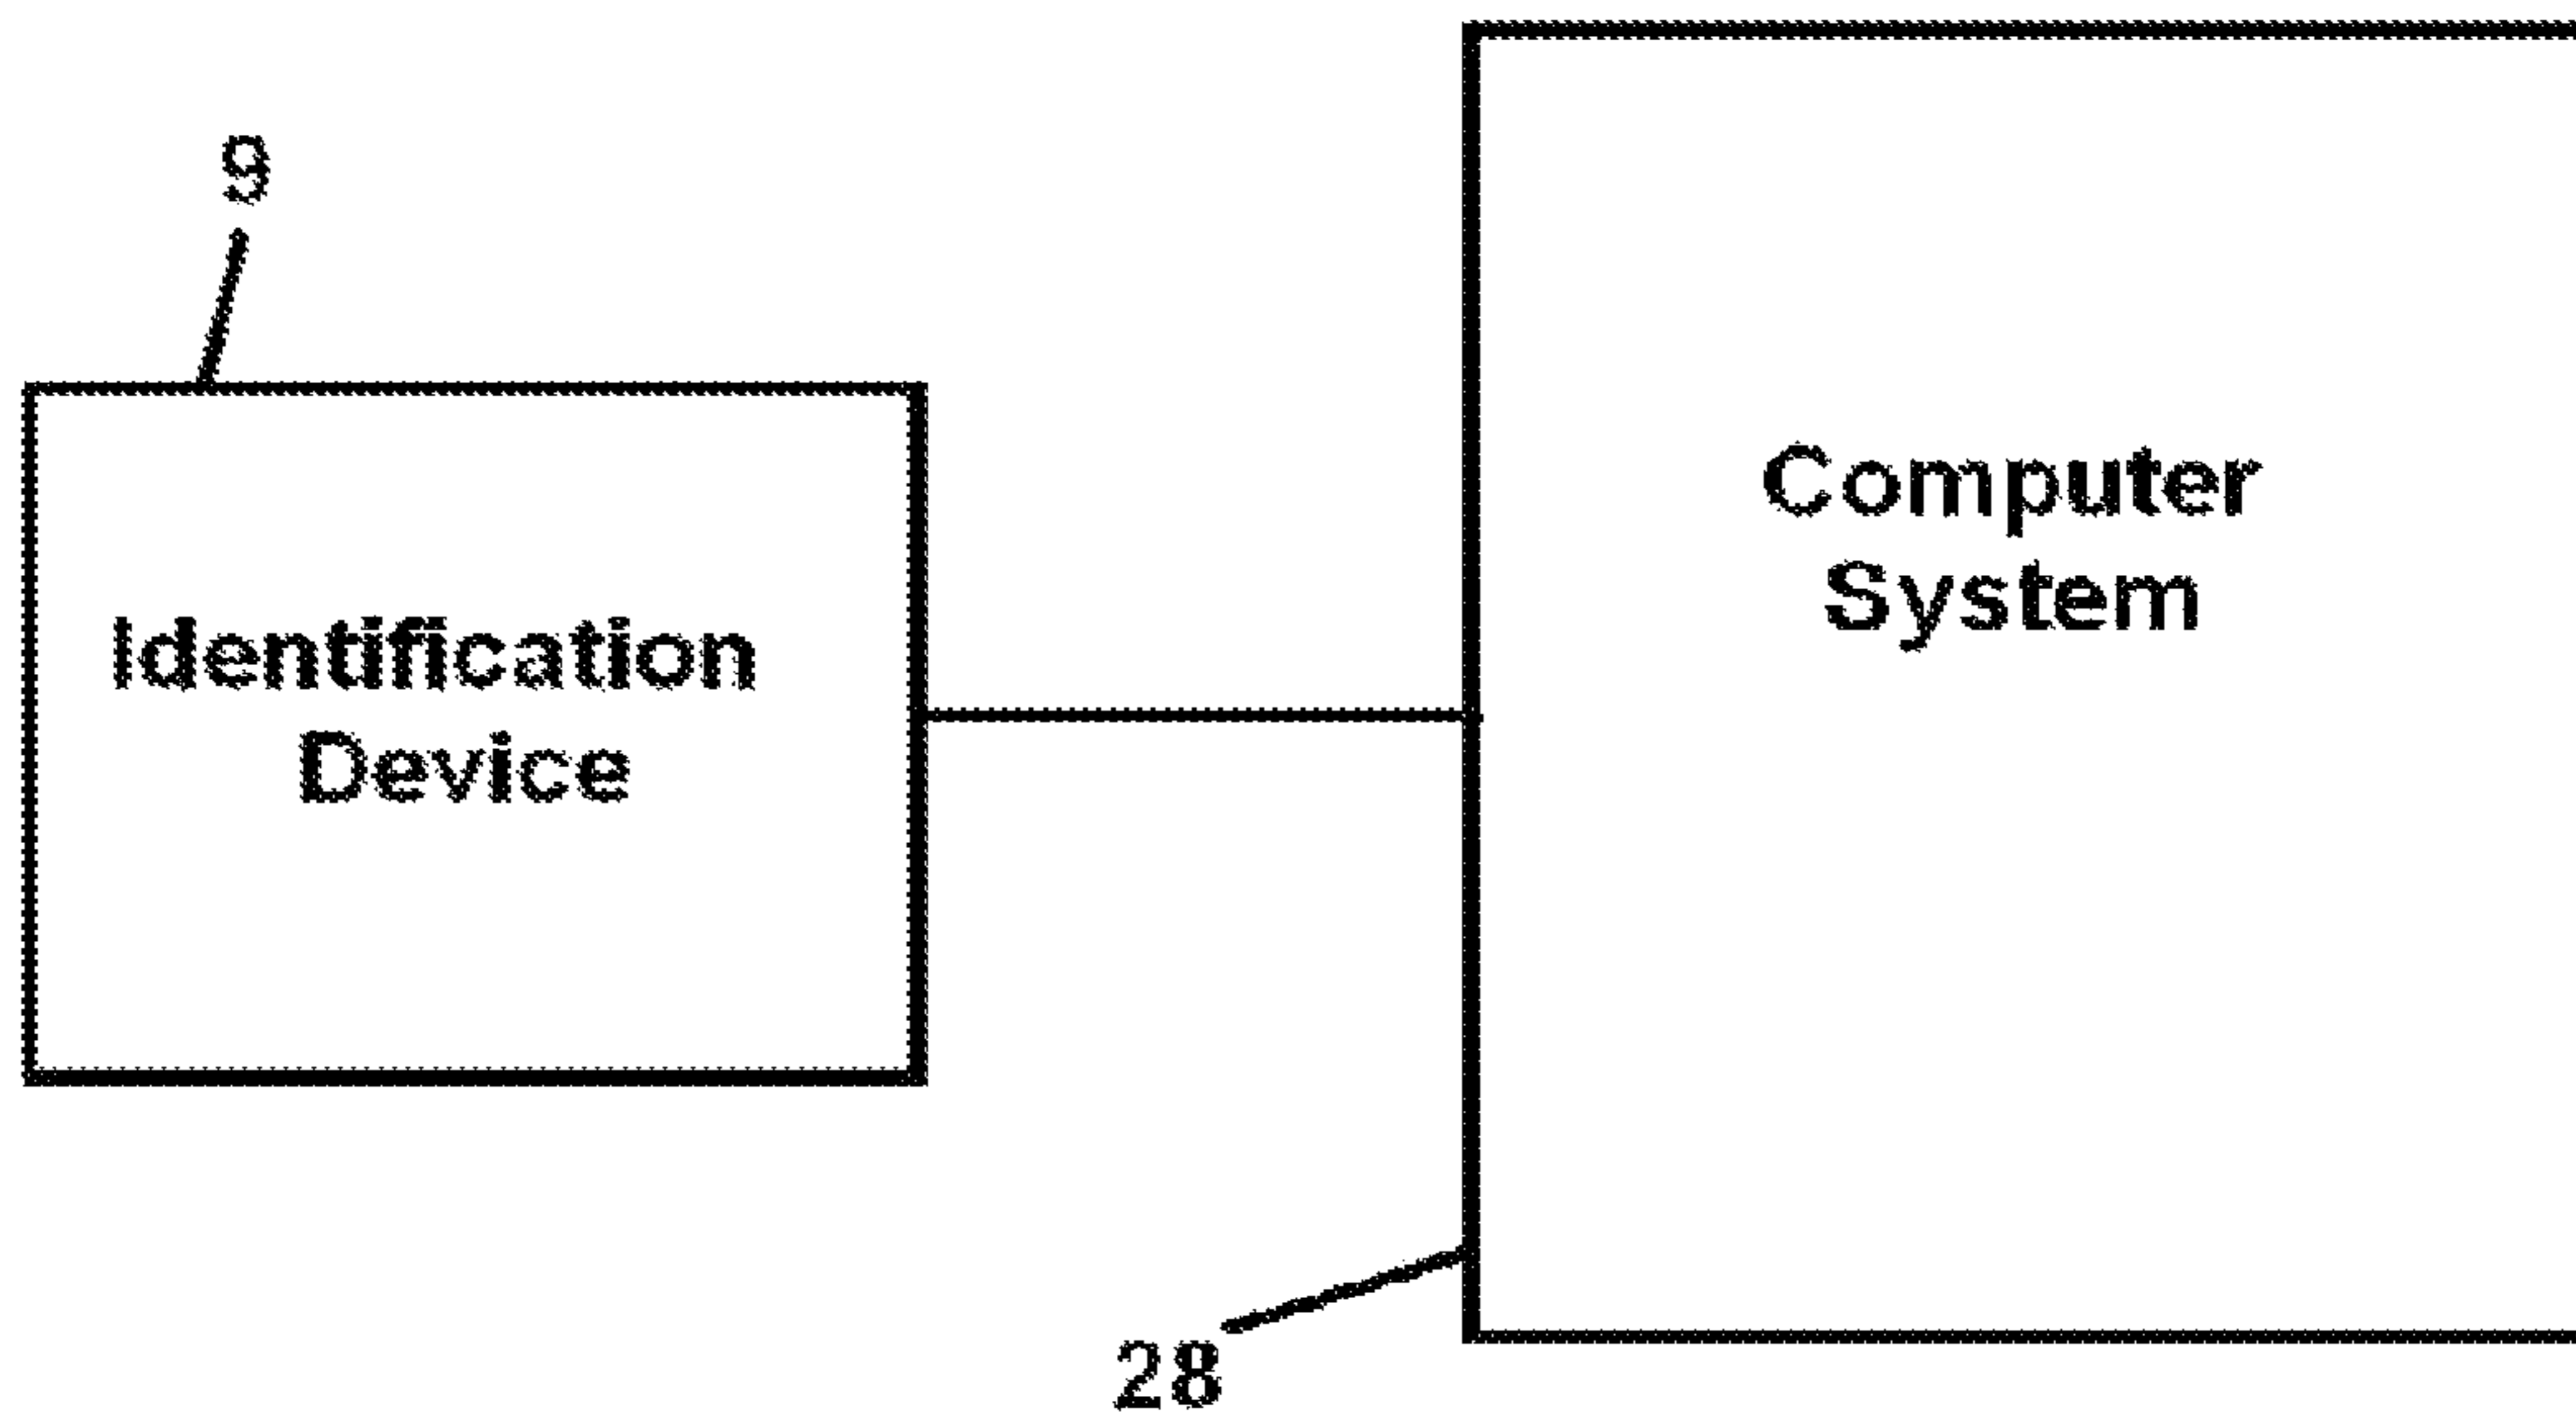 9
Computer
System
Identification
Device
28